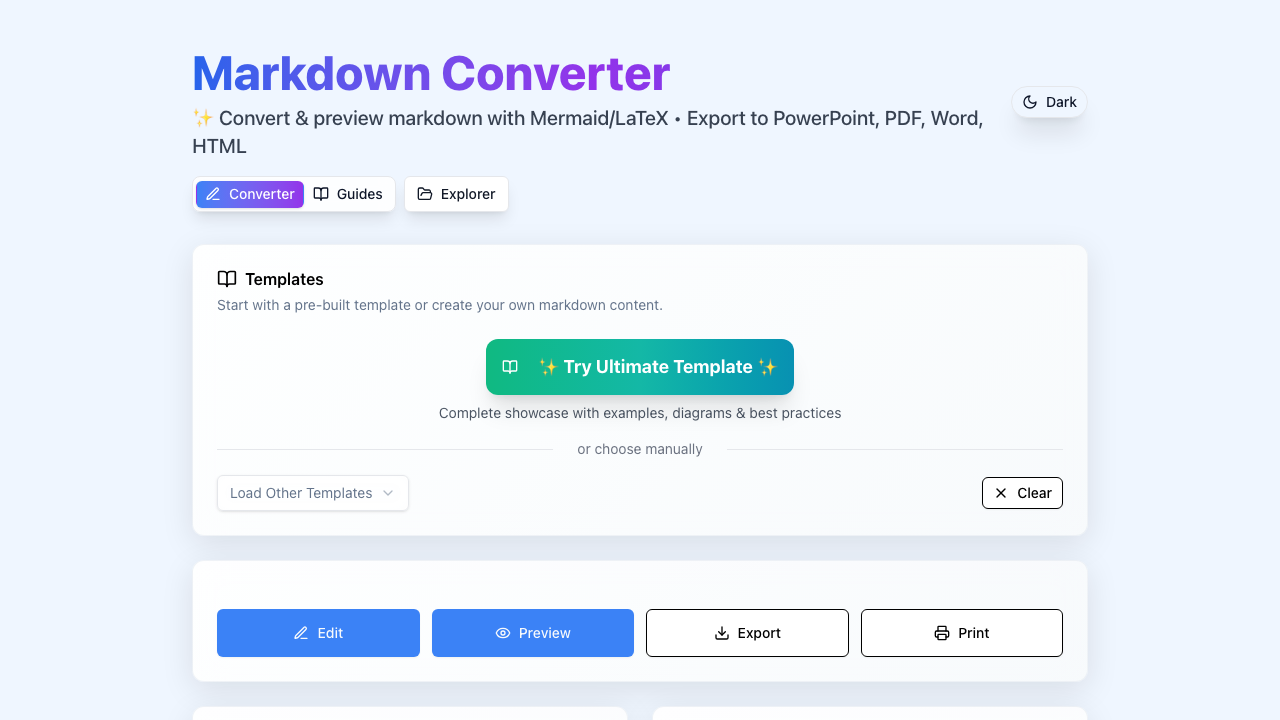 Markdown Converter
✨ Convert & preview markdown with Mermaid/LaTeX • Export to PowerPoint, PDF, Word,
HTML
Dark
Converter
Guides
Explorer
Templates
Start with a pre-built template or create your own markdown content.
✨ Try Ultimate Template ✨
Complete showcase with examples, diagrams & best practices
or choose manually
Load Other Templates
Clear
Edit
Preview
Export
Print